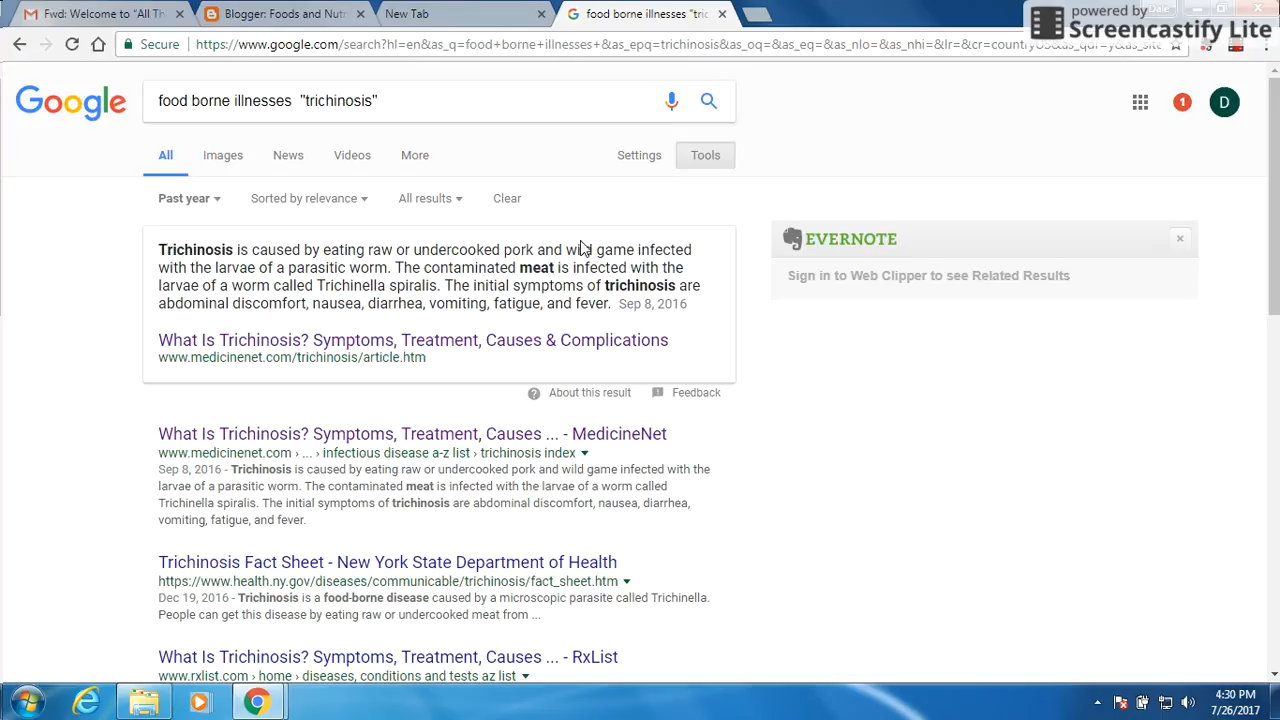 Fwd: Welcome to "All Th
Blogger: Foods and Nut
New Tab
food borne illnesses "tric
powered by
Screencastify Lite
Secure
https://www.google.com/search?hl=en&as_q=
&as_epq=trichinosis&as_oq=&as_eq=&as_nlo=&as_nhi=&lr=&cr=countryUS&as_qdr=y&as_site
Google
food borne illnesses "trichinosis"
1
D
All
Images
News
Videos
More
Settings
Tools
Past year
Sorted by relevance
All results
Clear
Trichinosis is caused by eating raw or undercooked pork and wild game infected
with the larvae of a parasitic worm. The contaminated meat is infected with the
larvae of a worm called Trichinella spiralis. The initial symptoms of trichinosis are
abdominal discomfort, nausea, diarrhea, vomiting, fatigue, and fever. Sep 8, 2016
What Is Trichinosis? Symptoms, Treatment, Causes & Complications
www.medicinenet.com/trichinosis/article.htm
About this result
Feedback
EVERNOTE
Sign in to Web Clipper to see Related Results
What Is Trichinosis? Symptoms, Treatment, Causes ... - MedicineNet
www.medicinenet.com › ... › infectious disease a-z list › trichinosis index
Sep 8, 2016 - Trichinosis is caused by eating raw or undercooked pork and wild game infected with the
larvae of a parasitic worm. The contaminated meat is infected with the larvae of a worm called
Trichinella spiralis. The initial symptoms of trichinosis are abdominal discomfort, nausea, diarrhea,
vomiting, fatigue, and fever.
Trichinosis Fact Sheet - New York State Department of Health
https://www.health.ny.gov/diseases/communicable/trichinosis/fact_sheet.htm
Dec 19, 2016 - Trichinosis is a food-borne disease caused by a microscopic parasite called Trichinella.
People can get this disease by eating raw or undercooked meat from ...
What Is Trichinosis? Symptoms, Treatment, Causes ... - RxList
www.rxlist.com › home › diseases, conditions and tests az list
4:30 PM
7/26/2017